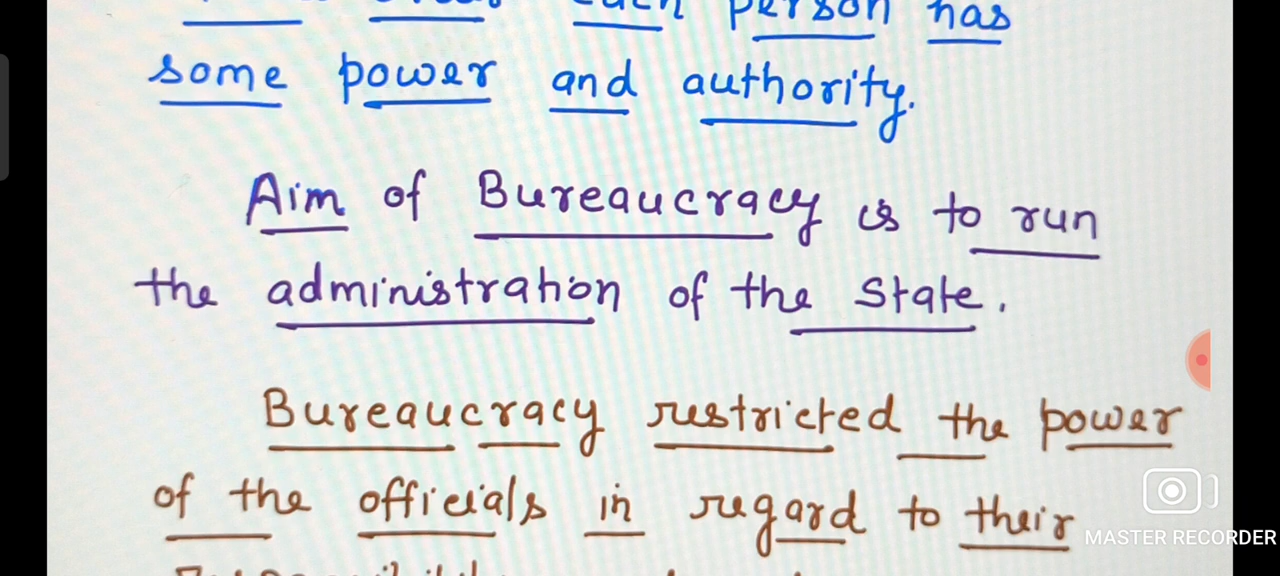 each person has
some power and authority.
Aim of Bureaucracy is to run
the administration of the State.
Bureaucracy restricted the power
of the officials in regard to their
MASTER RECORDER